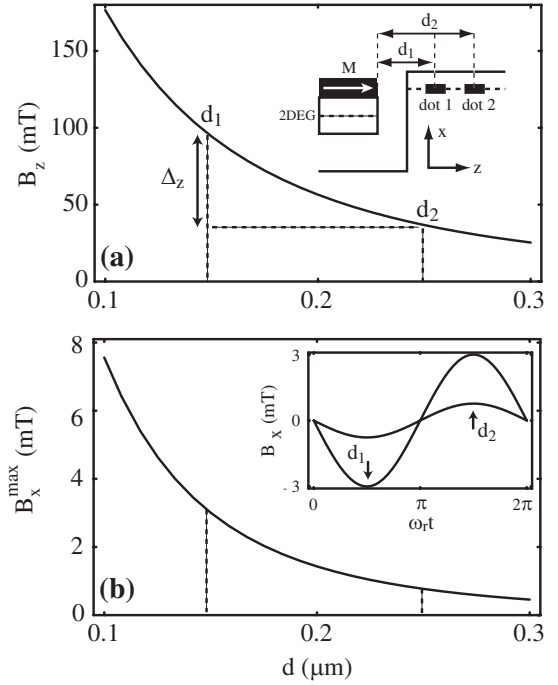 150
100
50
0
B_z (mT)
0.1
0.2
0.3
(a)
d_1
d_2
Δ_z
d_2
d_1
M
2DEG
dot 1
dot 2
x
z
8
6
4
2
0
B_x^max (mT)
0.1
0.2
0.3
d (μm)
(b)
3
0
-3
B_x (mT)
0
π
2π
ω_r t
d_1
d_2